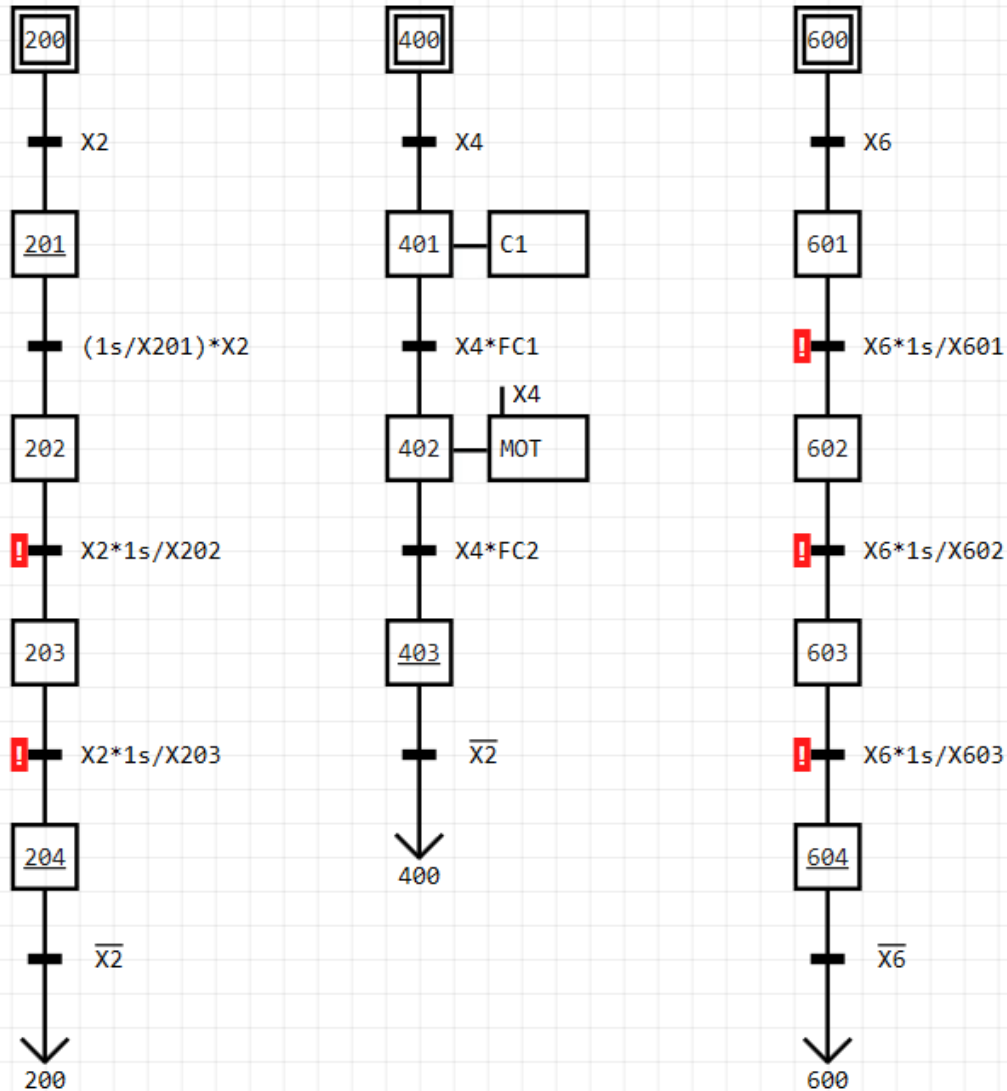 200
X2
201
(1s/X201)*X2
202
!
X2*1s/X202
203
!
X2*1s/X203
204
X2
200
400
X4
401
C1
X4*FC1
X4
402
MOT
X4*FC2
403
X2
400
600
X6
601
!
X6*1s/X601
602
!
X6*1s/X602
603
!
X6*1s/X603
604
X6
600